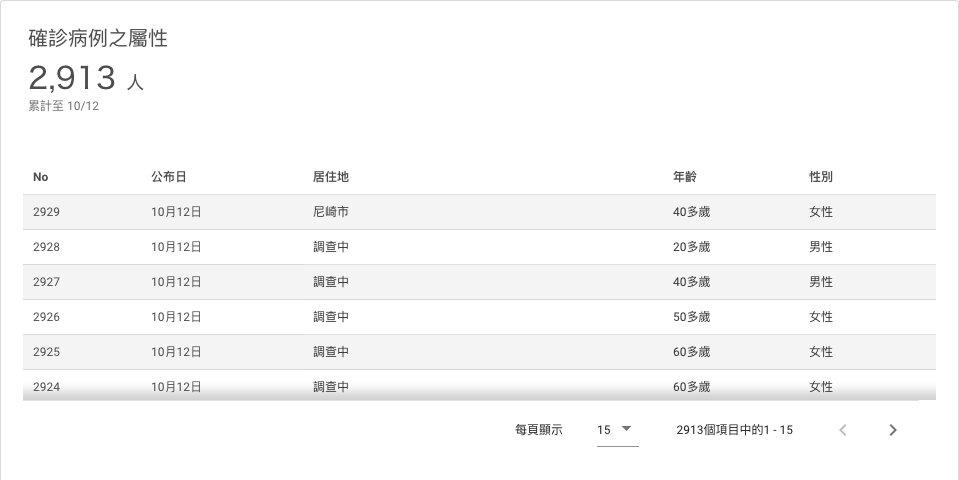 確診病例之屬性
2,913 人
累計至 10/12
No 公布日 居住地 年齡 性別
2929 10月12日 尼崎市 40多歲 女性
2928 10月12日 調查中 20多歲 男性
2927 10月12日 調查中 40多歲 男性
2926 10月12日 調查中 50多歲 女性
2925 10月12日 調查中 60多歲 女性
2924 10月12日 調查中 60多歲 女性
每頁顯示 15 2913個項目中的1 - 15